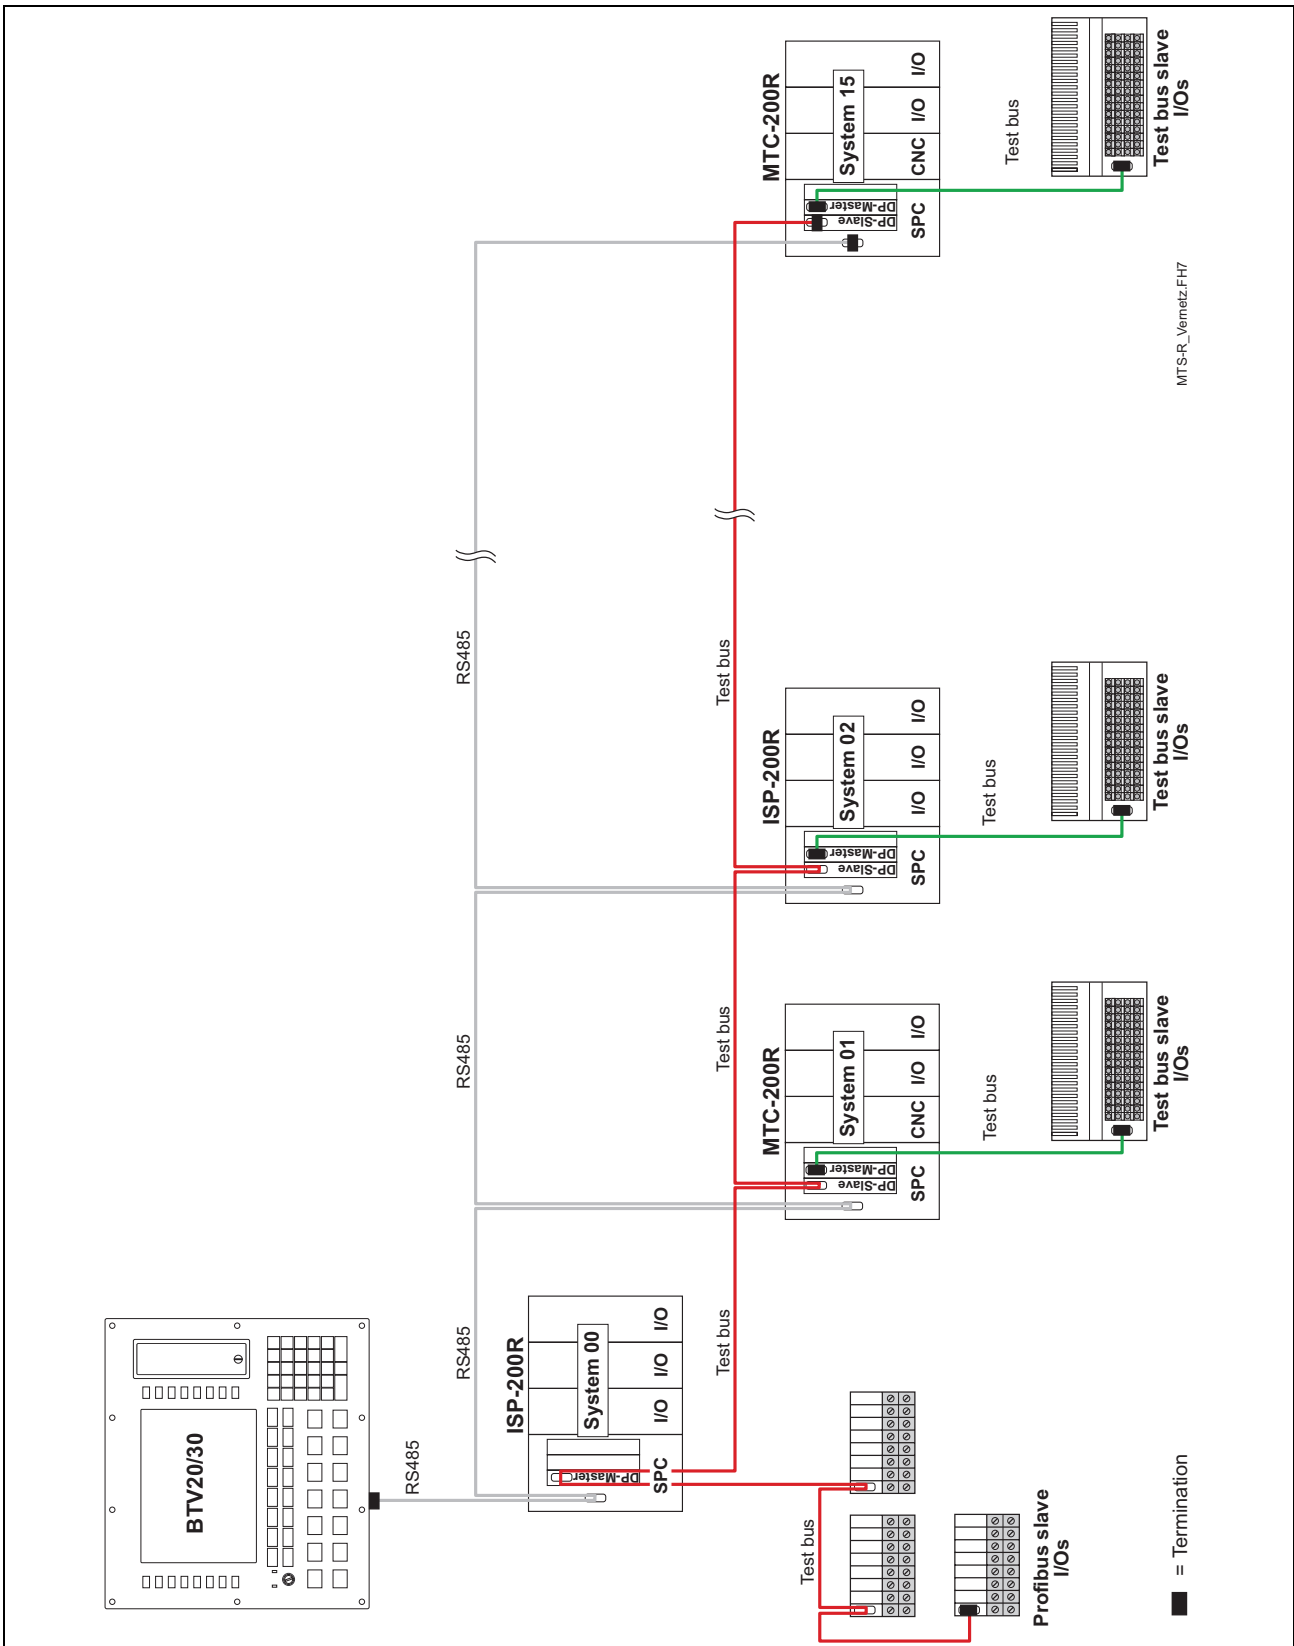 BTV20/30
RS485
RS485
RS485
RS485
ISP-200R
System 00
DP-Master
SPC
I/O
I/O
I/O
Test bus
Test bus
Test bus
Test bus
MTC-200R
System 01
DP-Master
DP-Slave
SPC
CNC
I/O
I/O
ISP-200R
System 02
DP-Master
DP-Slave
SPC
I/O
I/O
I/O
MTC-200R
System 15
DP-Master
DP-Slave
SPC
CNC
I/O
I/O
Test bus
Test bus
Test bus
Profibus slave
I/Os
Test bus slave
I/Os
Test bus slave
I/Os
Test bus slave
I/Os
= Termination
MTS-R_Vernetz.FH7